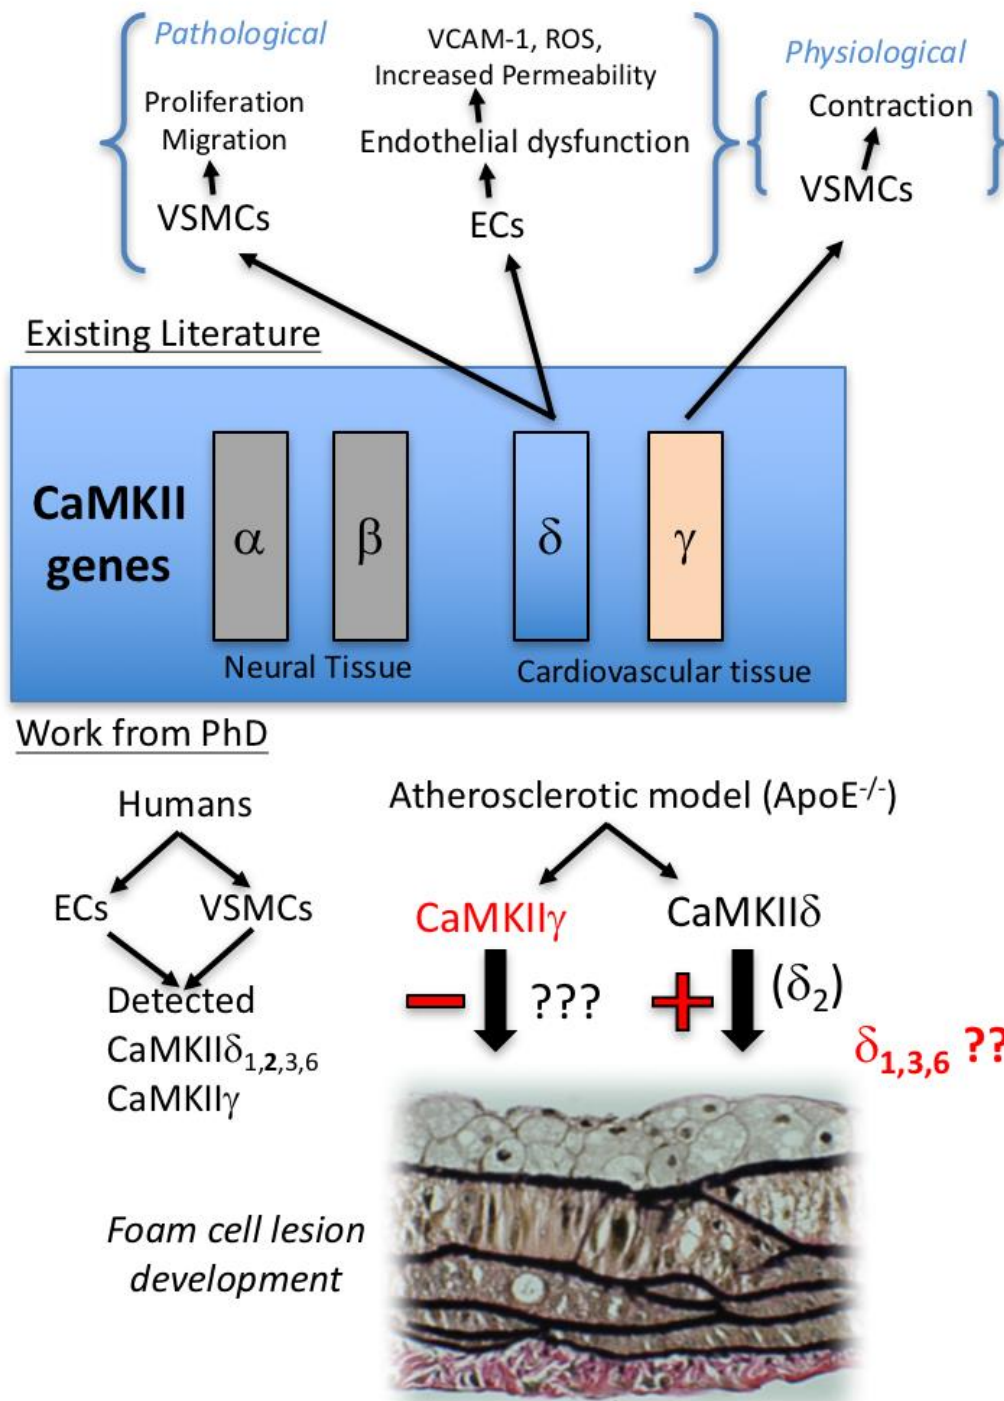 Pathological
VCAM-1, ROS,
Increased Permeability
Physiological
Proliferation
Migration
Endothelial dysfunction
Contraction
VSMCs
ECs
VSMCs
Existing Literature
CaMKII
genes
α
β
δ
γ
Neural Tissue
Cardiovascular tissue
Work from PhD
Humans
Atherosclerotic model (ApoE-/-)
ECs
VSMCs
CaMKIIγ
CaMKIIδ
Detected
CaMKIIδ1,2,3,6
CaMKIIγ
− ???
+ (δ2)
δ1,3,6 ??
Foam cell lesion
development